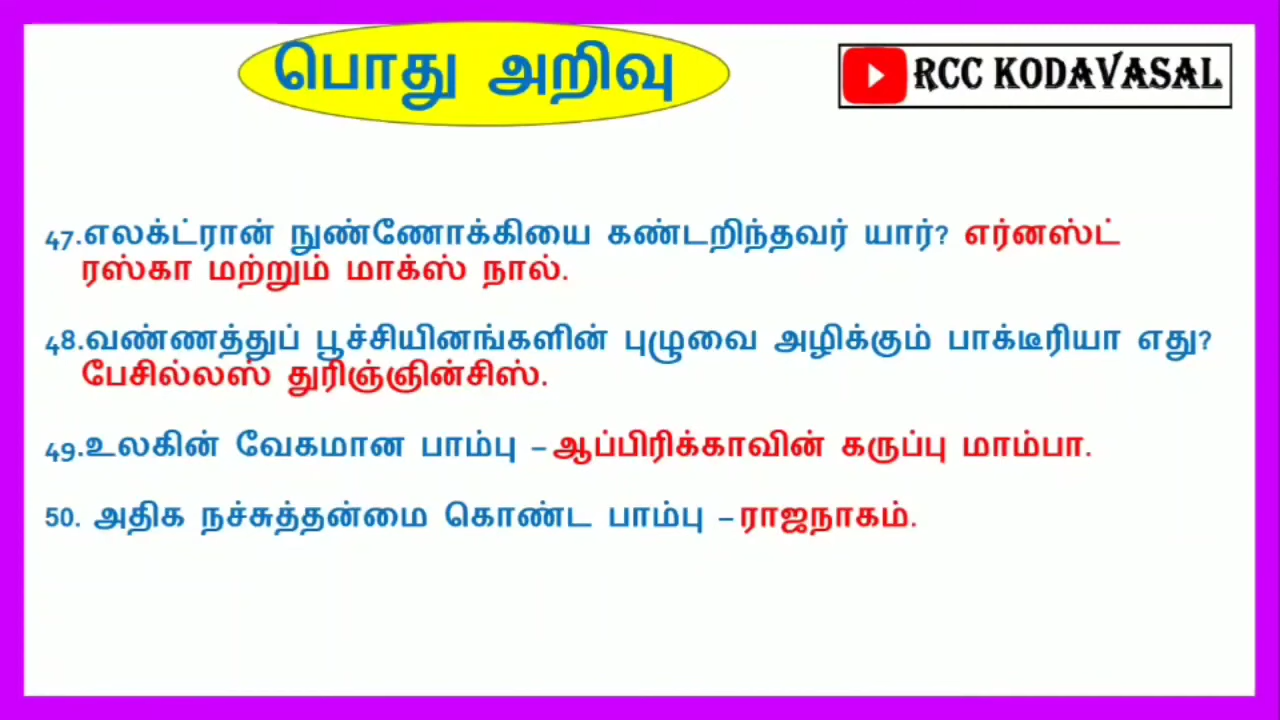 பொது அறிவு
RCC KODAVASAL
47.எலக்ட்ரான் நுண்ணோக்கியை கண்டறிந்தவர் யார்? எர்னஸ்ட்
ரஸ்கா மற்றும் மாக்ஸ் நால்.
48.வண்ணத்துப் பூச்சியினங்களின் புழுவை அழிக்கும் பாக்டீரியா எது?
பேசில்லஸ் துரிஞ்ஞின்சிஸ்.
49.உலகின் வேகமான பாம்பு –ஆப்பிரிக்காவின் கருப்பு மாம்பா.
50. அதிக நச்சுத்தன்மை கொண்ட பாம்பு –ராஜநாகம்.